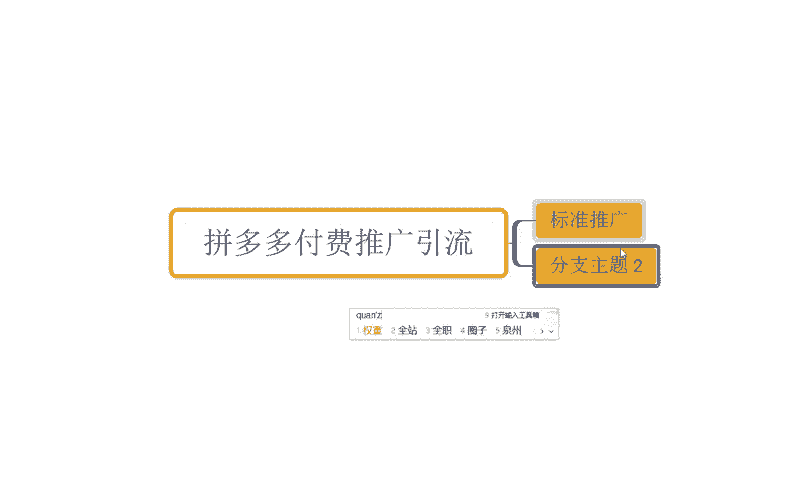 拼多多付费推广引流
标准推广
分支主题 2
quan'z
6 打开输入工具箱
1 权重 2 全站 3 全职 4 圈子 5 泉州